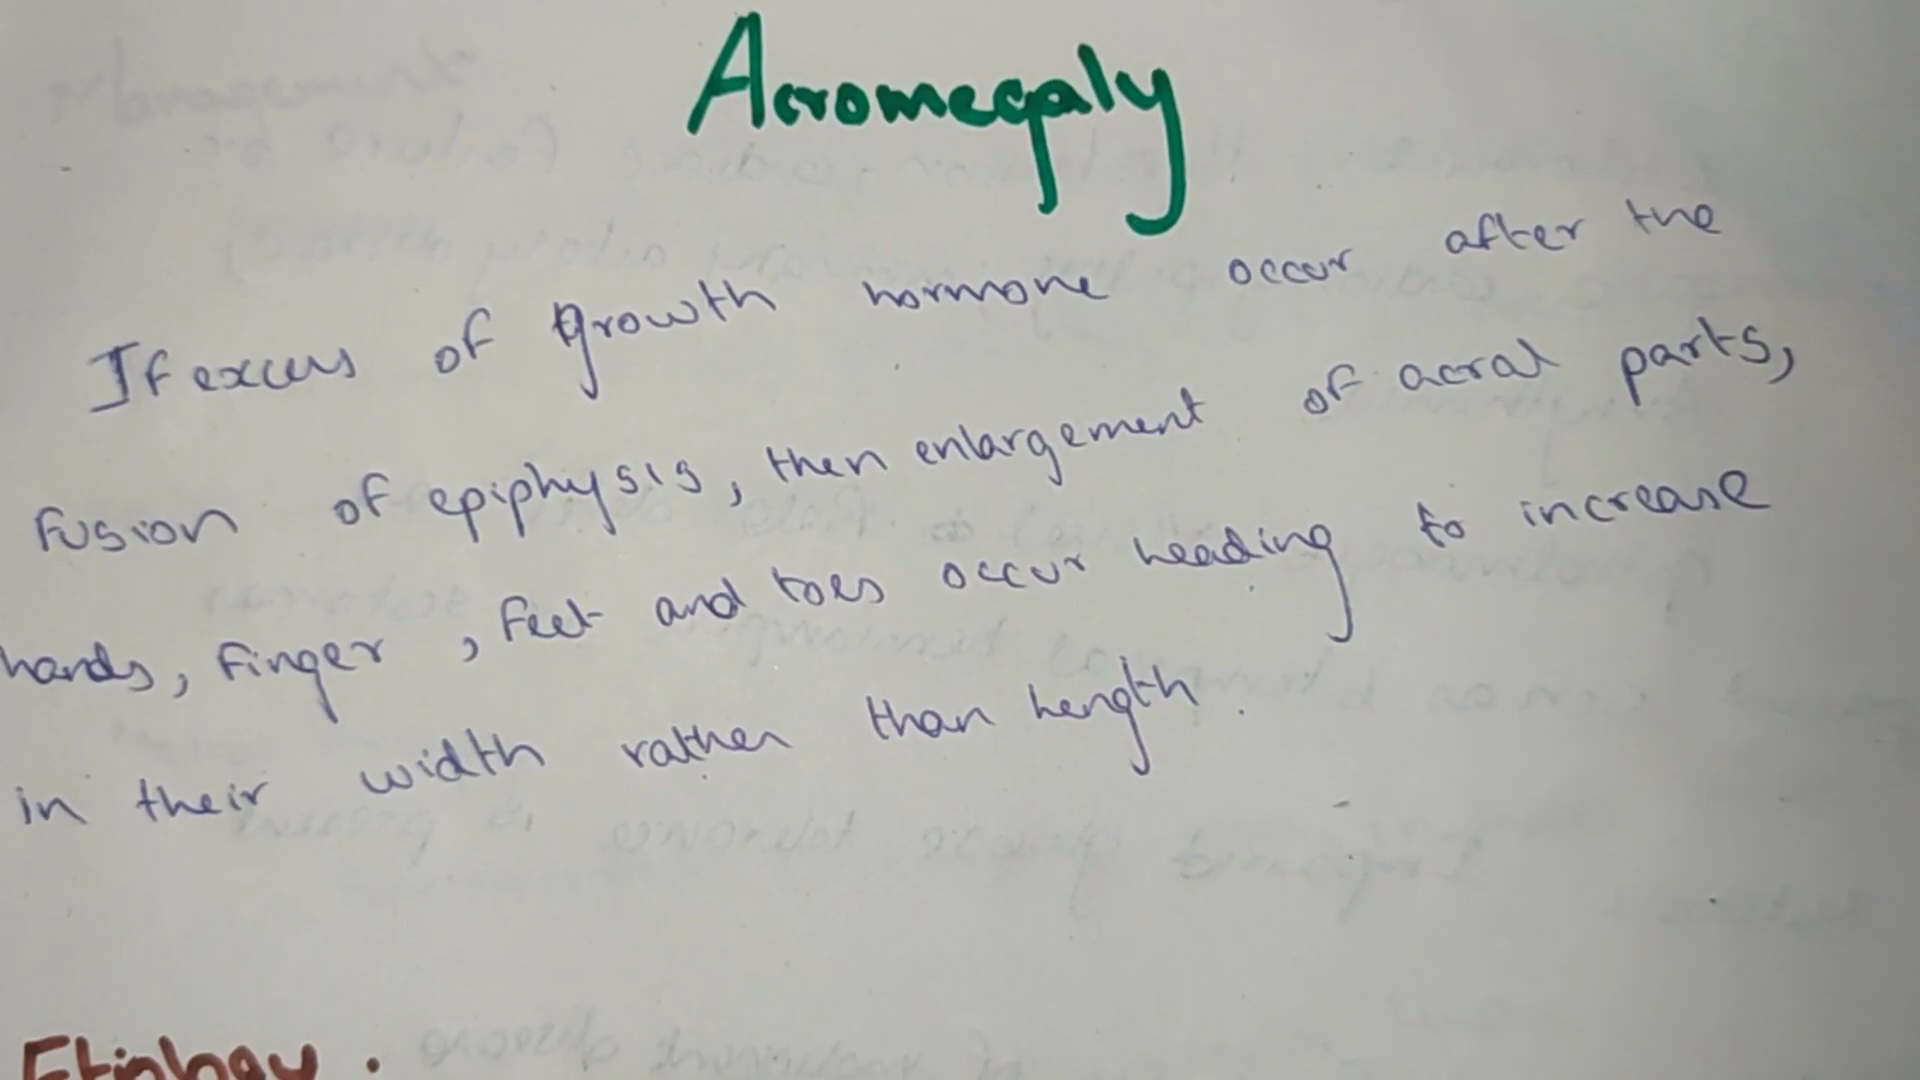 Acromegaly
If excess of growth hormone occur after the
fusion of epiphysis, then enlargement of acral parts,
hands, finger, feet and toes occur leading to increase
in their width rather than length.
Etiology.